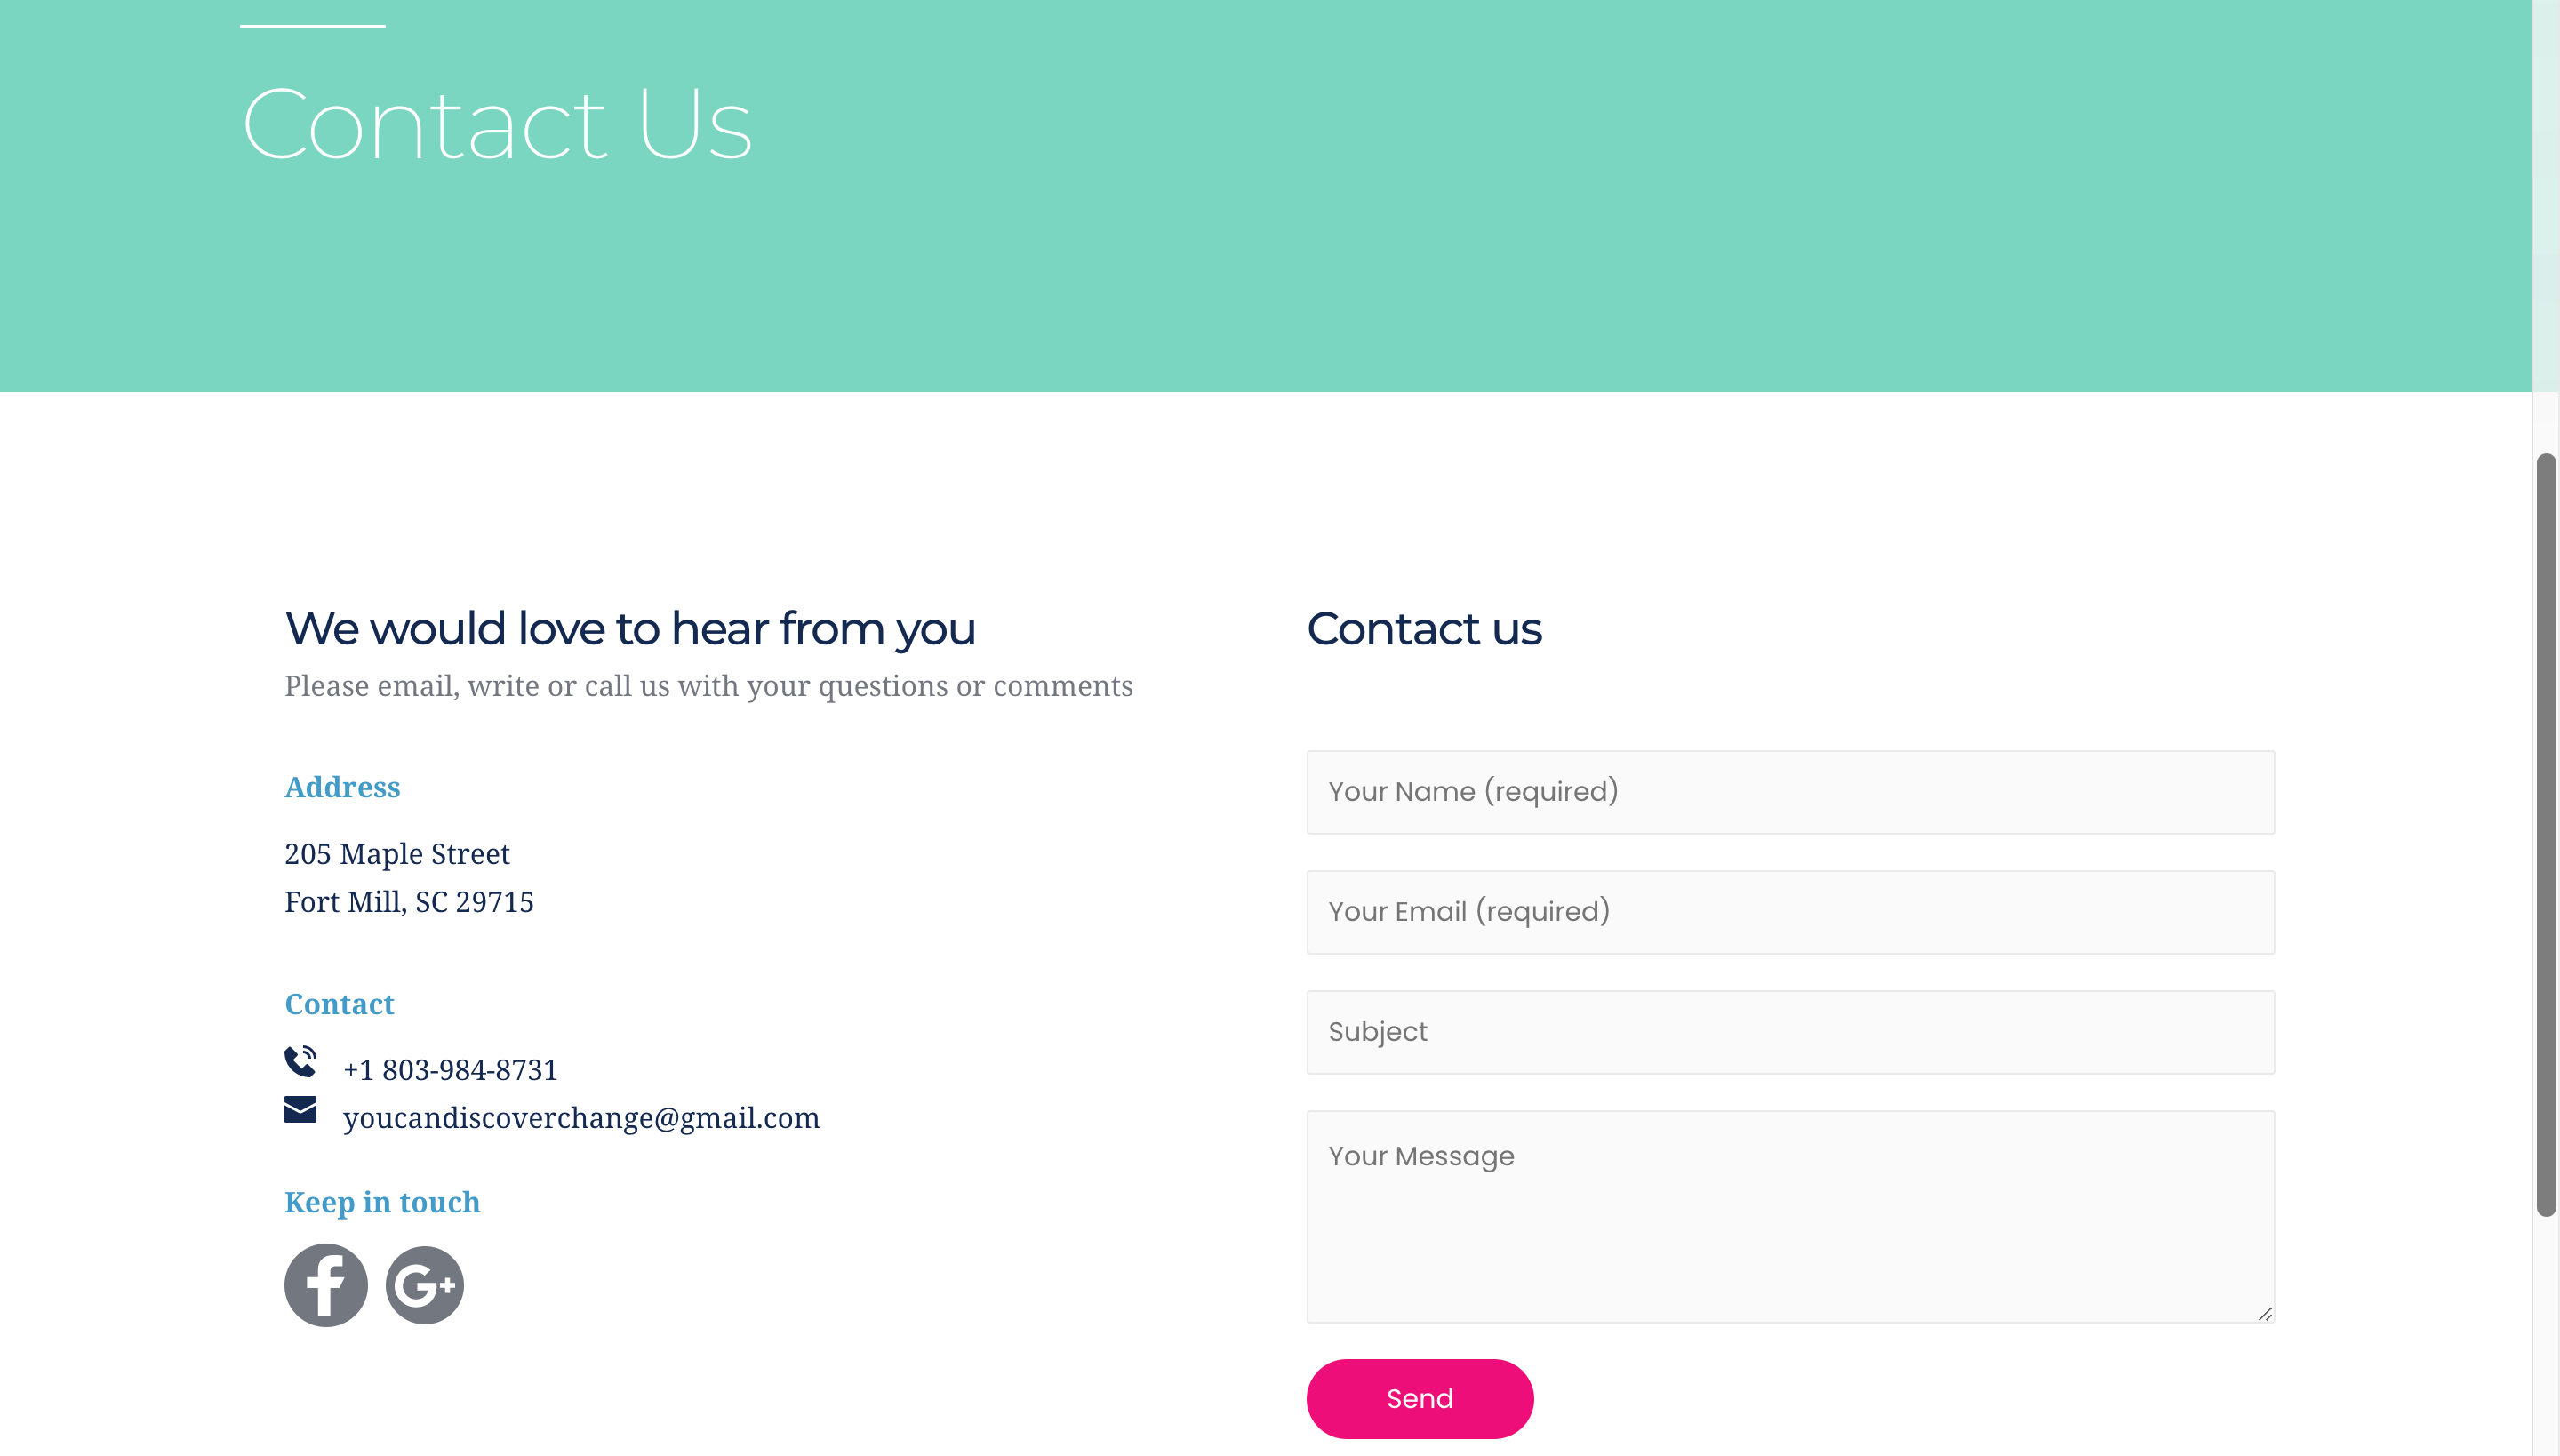 Contact Us
We would love to hear from you
Please email, write or call us with your questions or comments
Address
205 Maple Street
Fort Mill, SC 29715
Contact
+1 803-984-8731
youcandiscoverchange@gmail.com
Keep in touch
f
G+
Contact us
Your Name (required)
Your Email (required)
Subject
Your Message
Send